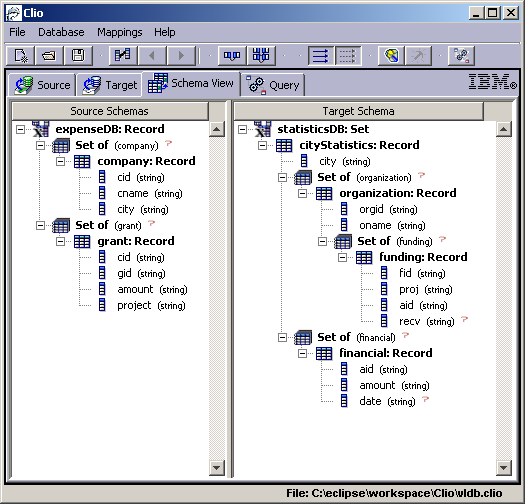 Clio
File Database Mappings Help
Source Target Schema View Query IBM
Source Schemas
expenseDB: Record
Set of (company) ?
company: Record
cid (string)
cname (string)
city (string)
Set of (grant) ?
grant: Record
cid (string)
gid (string)
amount (string)
project (string)
Target Schema
statisticsDB: Set
cityStatistics: Record
city (string)
Set of (organization) ?
organization: Record
orgid (string)
oname (string)
Set of (funding) ?
funding: Record
fid (string)
proj (string)
aid (string)
recv (string) ?
Set of (financial) ?
financial: Record
aid (string)
amount (string)
date (string) ?
File: C:\eclipse\workspace\Clio\vldb.clio